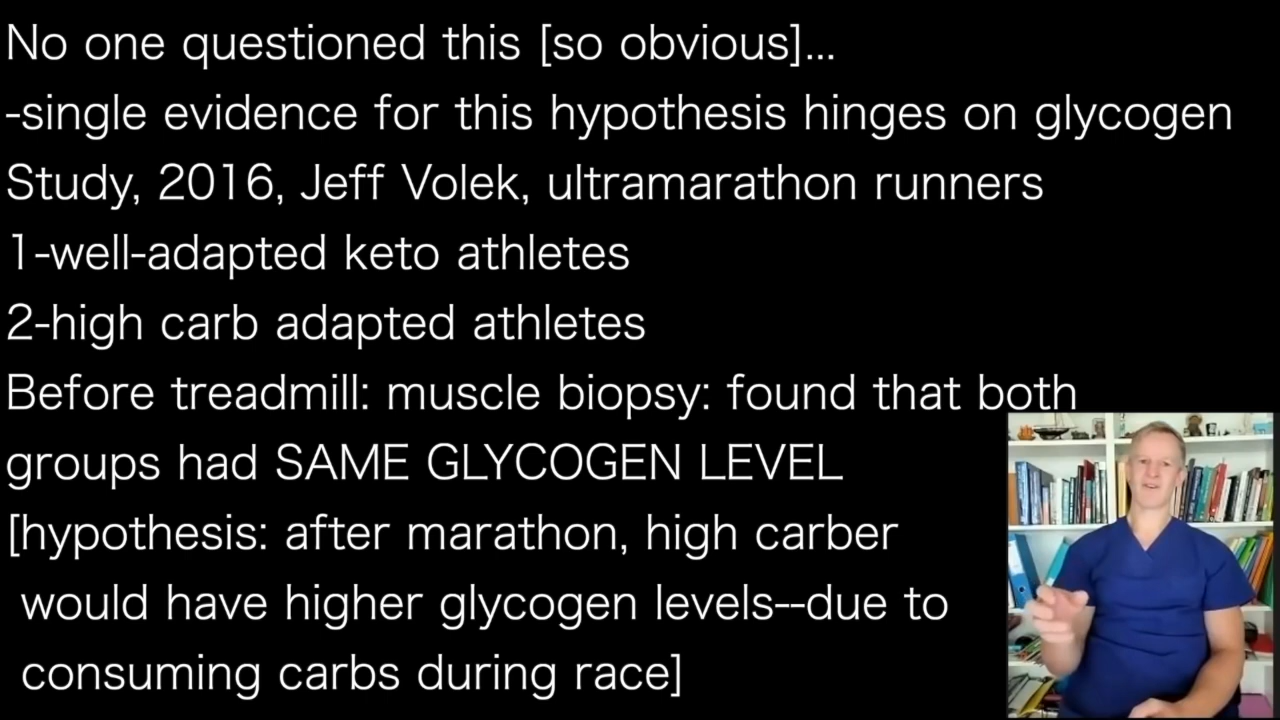 No one questioned this [so obvious]...
-single evidence for this hypothesis hinges on glycogen
Study, 2016, Jeff Volek, ultramarathon runners
1-well-adapted keto athletes
2-high carb adapted athletes
Before treadmill: muscle biopsy: found that both
groups had SAME GLYCOGEN LEVEL
[hypothesis: after marathon, high carber
would have higher glycogen levels--due to
consuming carbs during race]